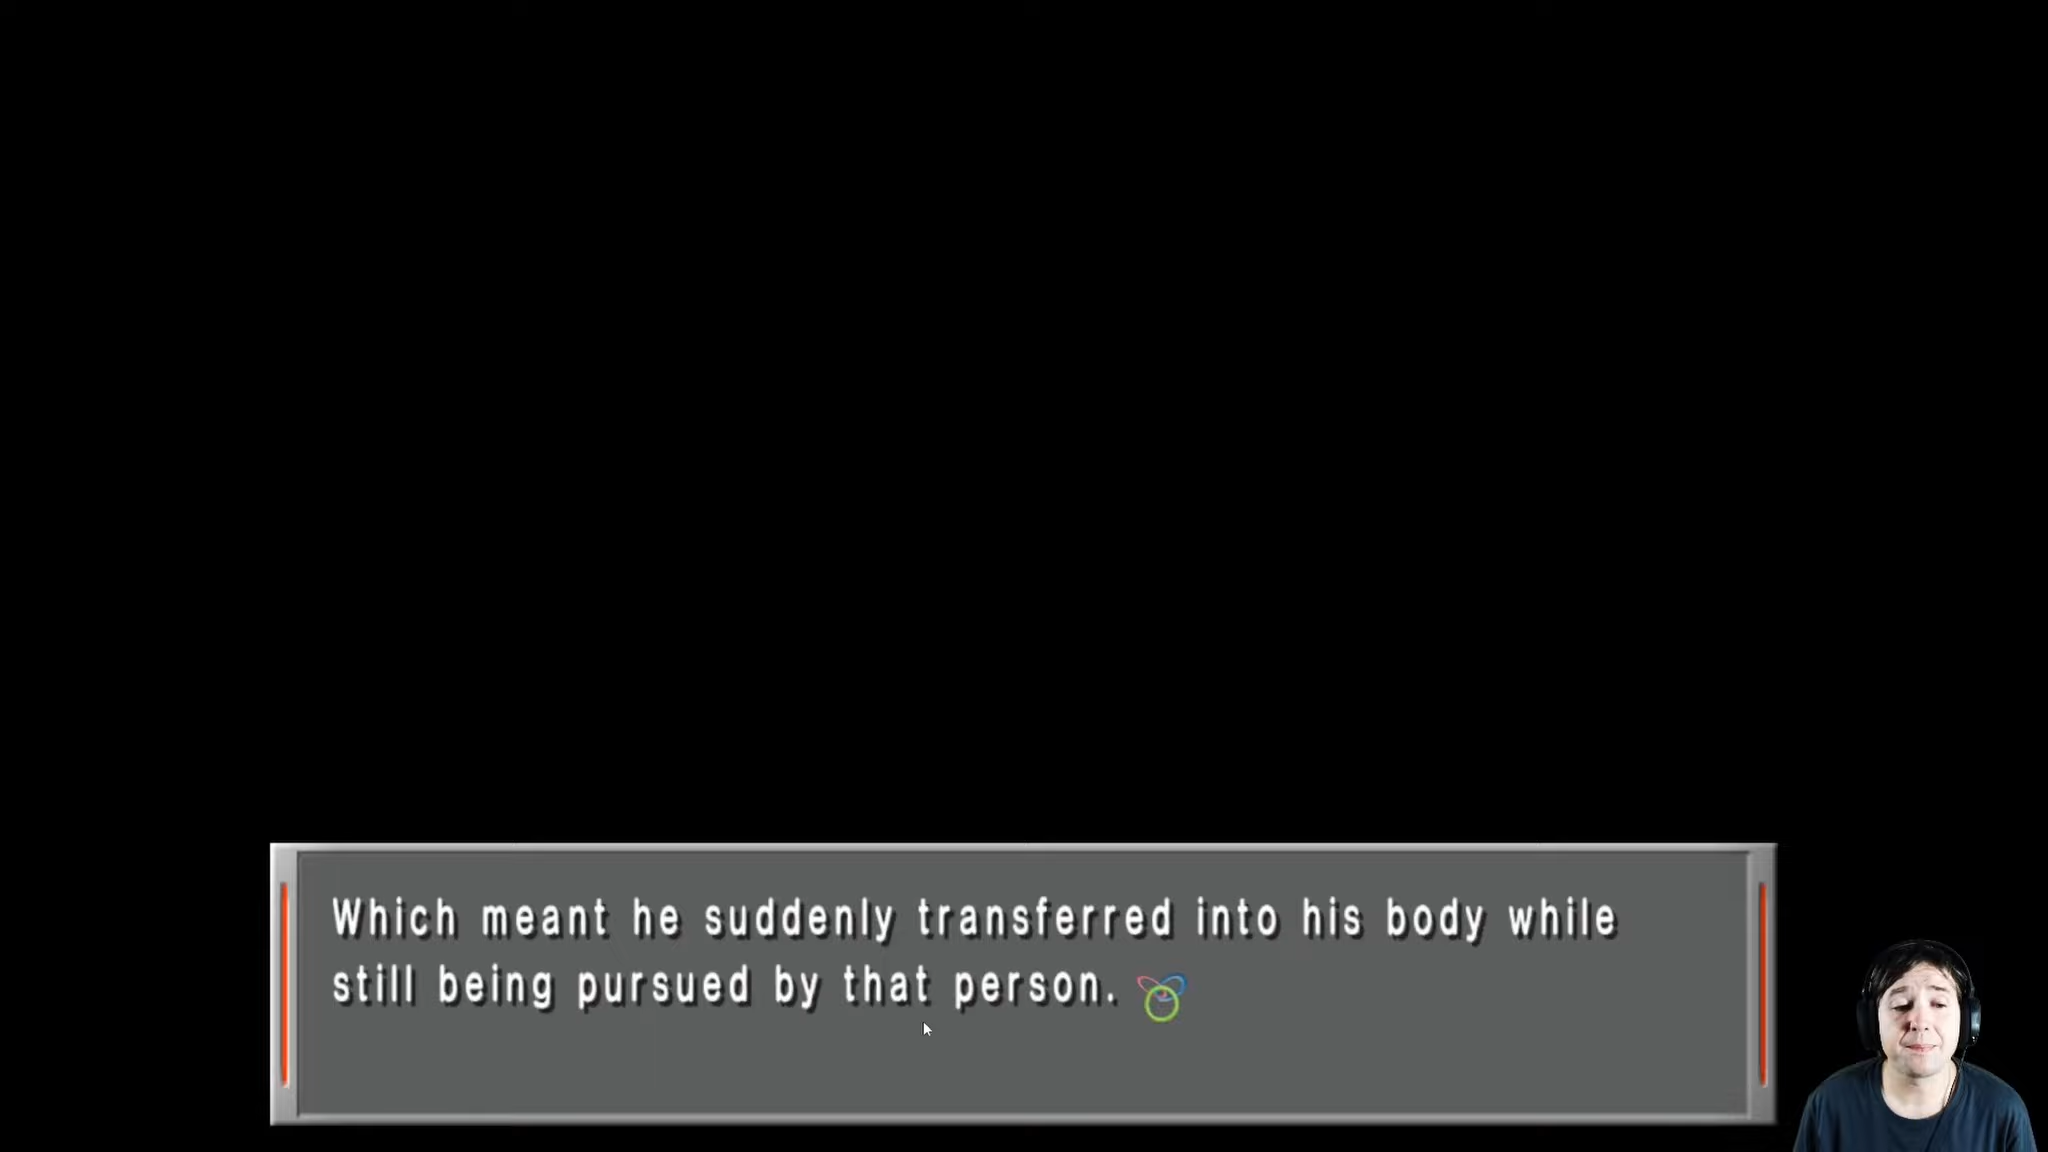 Which meant he suddenly transferred into his body while
still being pursued by that person.